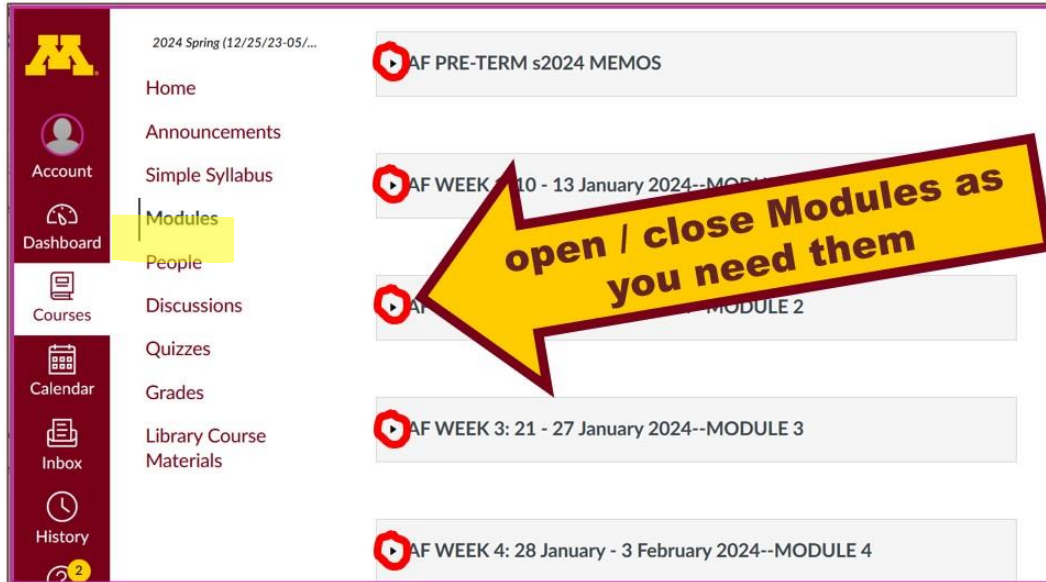 M
2024 Spring (12/25/23-05/...
Home
Announcements
Simple Syllabus
Modules
People
Discussions
Quizzes
Grades
Library Course
Materials
Account
Dashboard
Courses
Calendar
Inbox
History
2
AF PRE-TERM s2024 MEMOS
AF WEEK 10 - 13 January 2024--
open / close Modules as
you need them
MODULE 2
AF WEEK 3: 21 - 27 January 2024--MODULE 3
AF WEEK 4: 28 January - 3 February 2024--MODULE 4